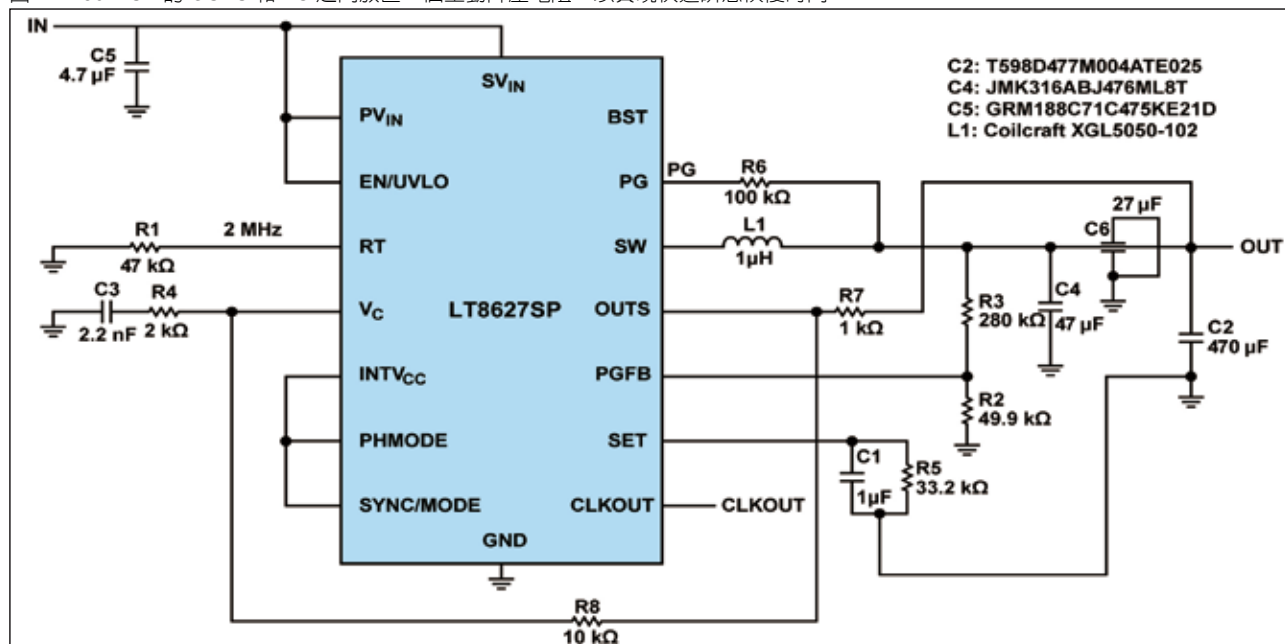 IN
C5
4.7 µF
SVIN
PVIN
EN/UVLO
RT
VC
INTVCC
PHMODE
SYNC/MODE
GND
LT8627SP
BST
PG
SW
OUTS
PGFB
SET
CLKOUT
R1
47 kΩ
2 MHz
C3
2.2 nF
R4
2 kΩ
PG
R6
100 kΩ
L1
1µH
R7
1 kΩ
R3
280 kΩ
R2
49.9 kΩ
C4
47 µF
C6
27 µF
OUT
C2
470 µF
C1
1µF
R5
33.2 kΩ
CLKOUT
R8
10 kΩ
C2: T598D477M004ATE025
C4: JMK316ABJ476ML8T
C5: GRM188C71C475KE21D
L1: Coilcraft XGL5050-102